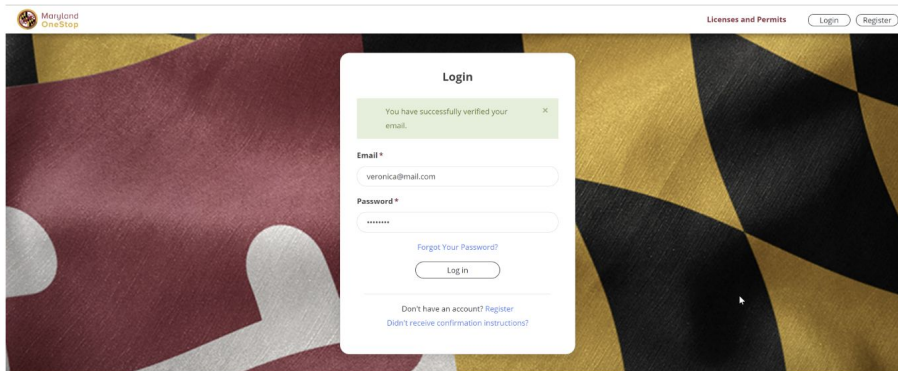 Maryland
OneStop
Licenses and Permits
Login
Register
Login
You have successfully verified your
email.
×
Email *
veronica@mail.com
Password *
••••••••
Forgot Your Password?
Log in
Don't have an account? Register
Didn't receive confirmation instructions?